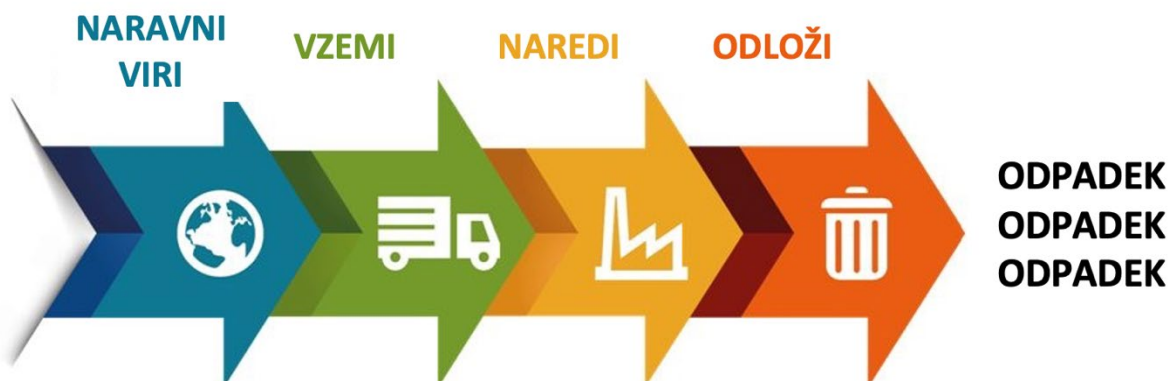 NARAVNI
VIRI
VZEMI
NAREDI
ODLOŽI
ODPADEK
ODPADEK
ODPADEK